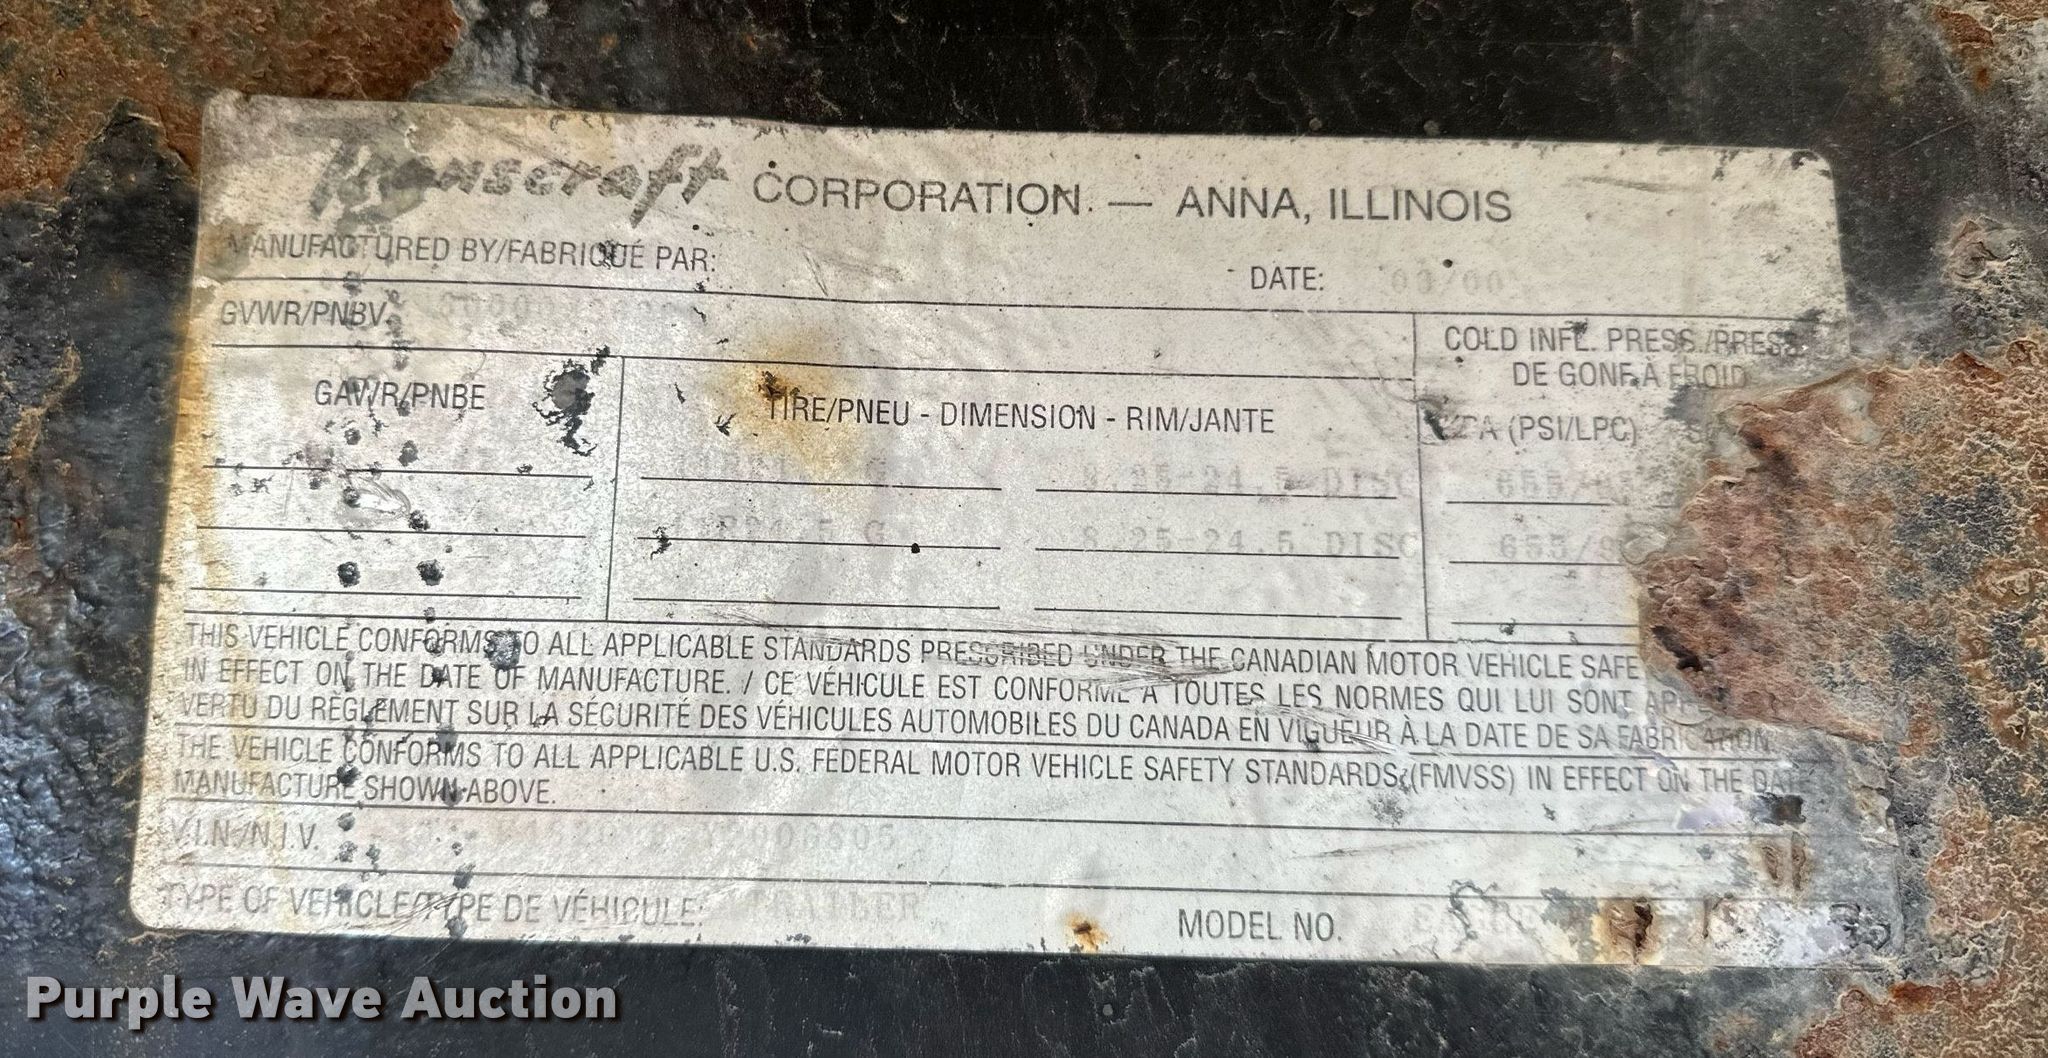 Transcraft CORPORATION. — ANNA, ILLINOIS
MANUFACTURED BY/FABRIQUÉ PAR:
DATE:
GVWR/PNBV
COLD INFL. PRESS./PRESS.
DE GONF. À FROID
GAWR/PNBE
TIRE/PNEU - DIMENSION - RIM/JANTE
KPA (PSI/LPC)
G 8.25-24.5 DISC
G 8.25-24.5 DISC
THIS VEHICLE CONFORMS TO ALL APPLICABLE STANDARDS PRESCRIBED UNDER THE CANADIAN MOTOR VEHICLE
IN EFFECT ON THE DATE OF MANUFACTURE. / CE VÉHICULE EST CONFORME À TOUTES LES NORMES QUI LUI SONT
VERTU DU RÈGLEMENT SUR LA SÉCURITÉ DES VÉHICULES AUTOMOBILES DU CANADA EN VIGUEUR À LA DATE DE SA FABRICATION
THE VEHICLE CONFORMS TO ALL APPLICABLE U.S. FEDERAL MOTOR VEHICLE SAFETY STANDARDS (FMVSS) IN EFFECT ON THE DATE
MANUFACTURE SHOWN ABOVE.
V.I.N./N.I.V.
TYPE OF VEHICLE/TYPE DE VÉHICULE: TRAILER
MODEL NO. EAGLE
Purple Wave Auction